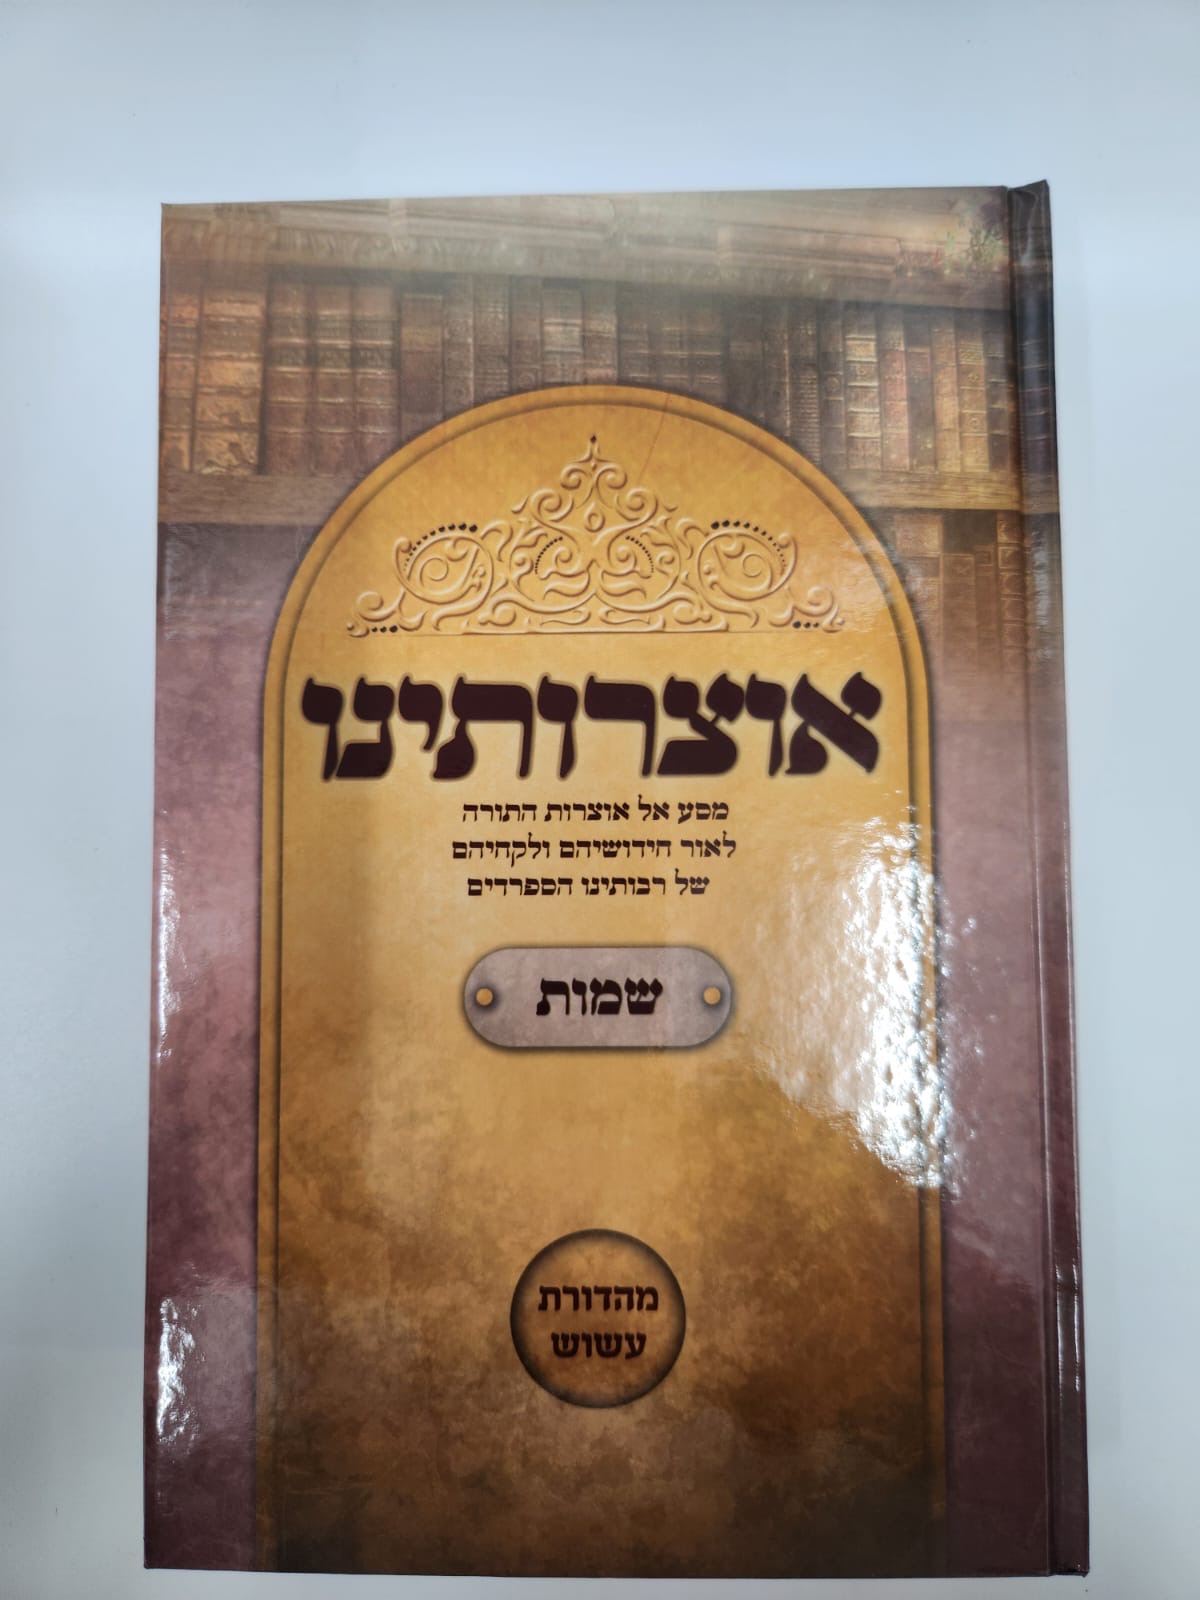 אוצרותינו
מסע אל אוצרות התורה
לאור חידושיהם ולקחיהם
של רבותינו הספרדים
שמות
מהדורת
עשוש